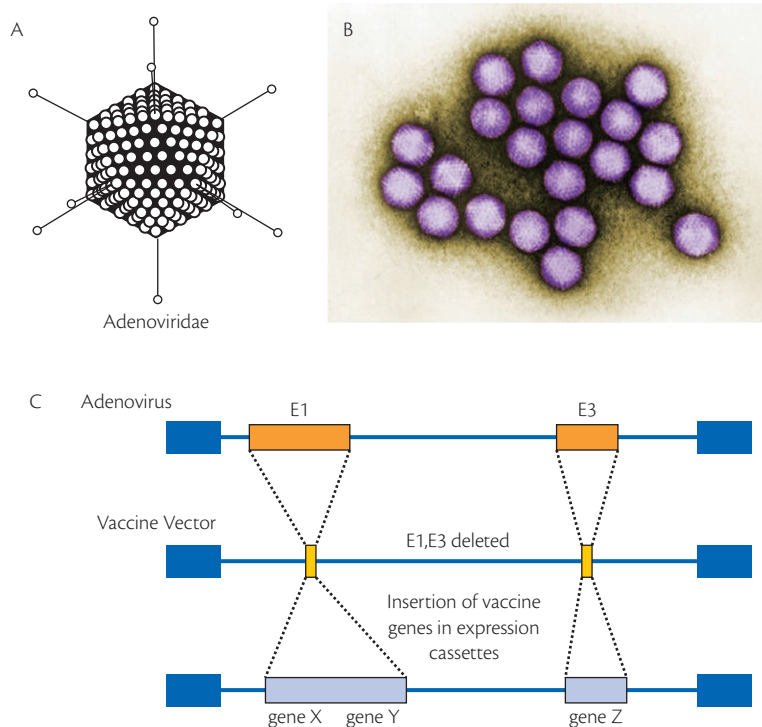 A
B
Adenoviridae
C
Adenovirus
E1
E3
Vaccine Vector
E1,E3 deleted
Insertion of vaccine
genes in expression
cassettes
gene X gene Y
gene Z